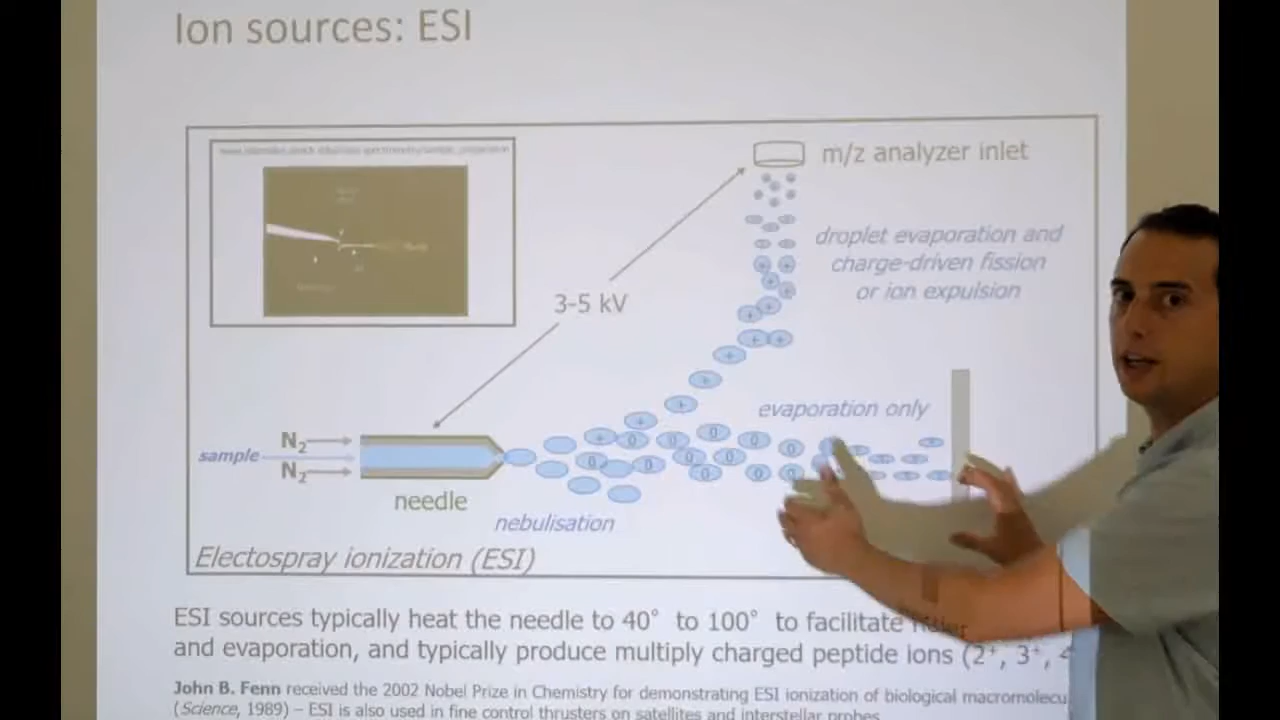 Ion sources: ESI
m/z analyzer inlet
droplet evaporation and
charge-driven fission
or ion expulsion
3-5 kV
evaporation only
N2
sample
N2
needle
nebulisation
Electospray ionization (ESI)
ESI sources typically heat the needle to 40° to 100° to facilitate
and evaporation, and typically produce multiply charged peptide ions (2+, 3+, 4
John B. Fenn received the 2002 Nobel Prize in Chemistry for demonstrating ESI ionization of biological macromolecu
(Science, 1989) – ESI is also used in fine control thrusters on satellites and interstellar probes